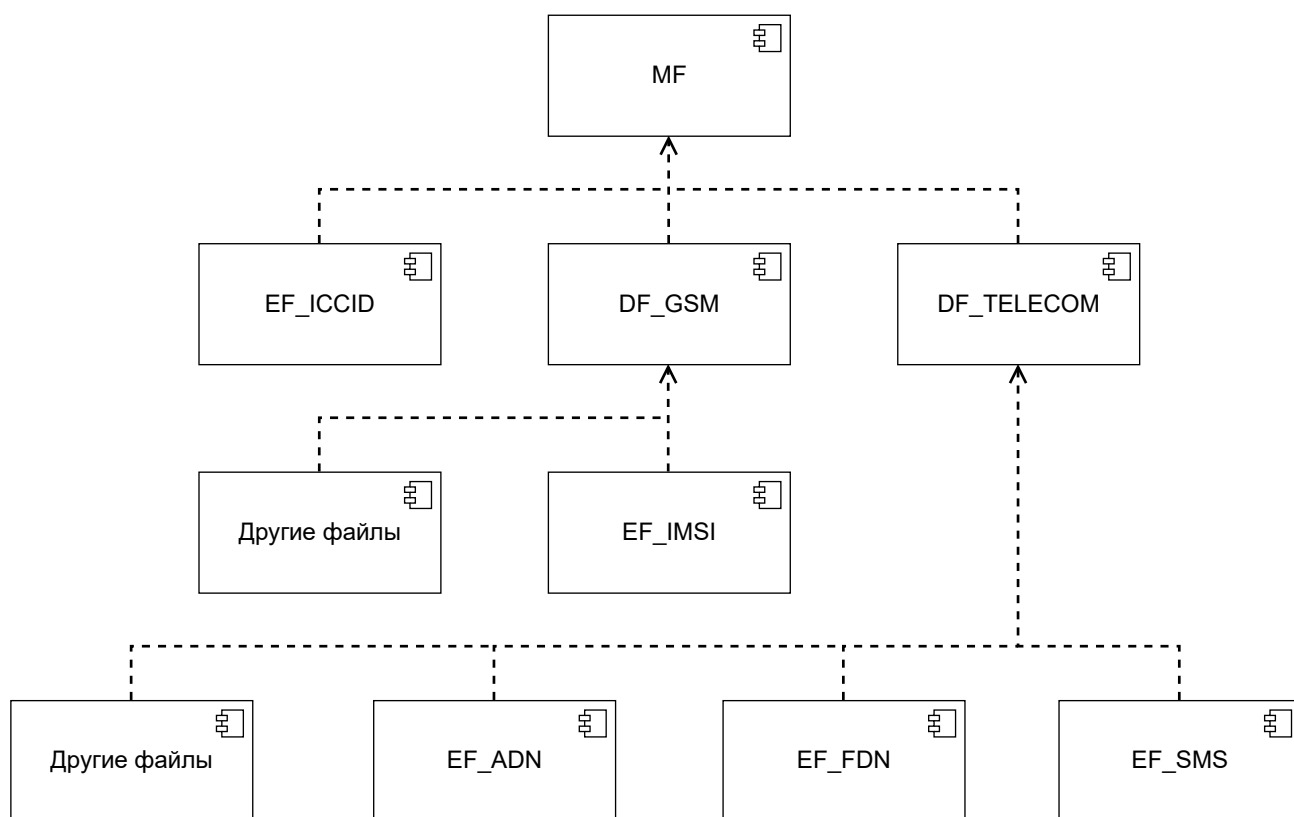 MF
EF_ICCID
DF_GSM
DF_TELECOM
Другие файлы
EF_IMSI
Другие файлы
EF_ADN
EF_FDN
EF_SMS